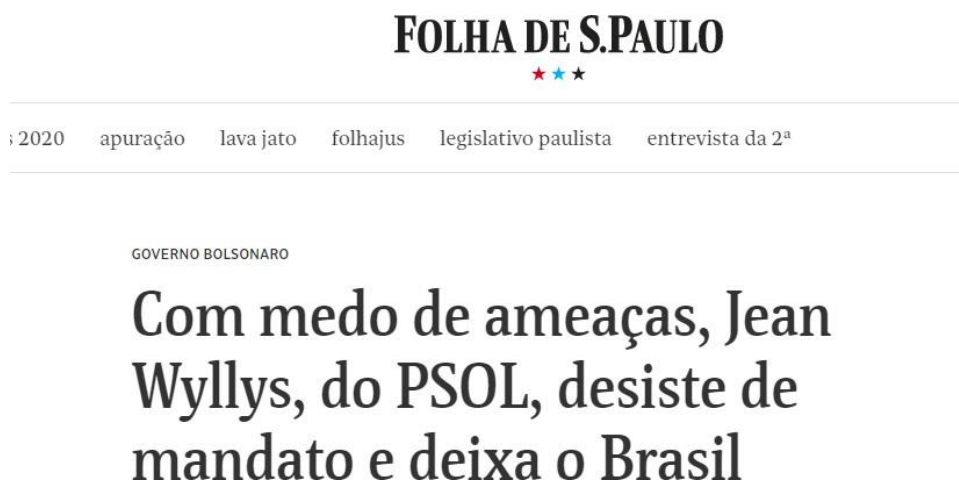 FOLHA DE S.PAULO
s 2020 apuração lava jato folhajus legislativo paulista entrevista da 2ª
GOVERNO BOLSONARO
Com medo de ameaças, Jean
Wyllys, do PSOL, desiste de
mandato e deixa o Brasil